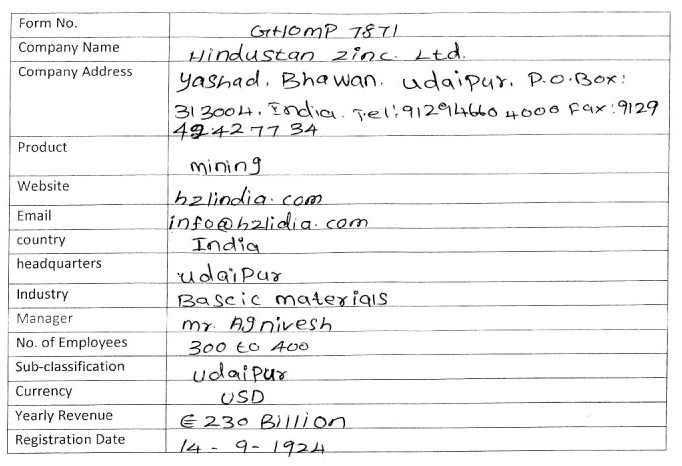 Form No. GHOMP 7871
Company Name Hindustan zinc. Ltd.
Company Address Yashad. Bhawan. udaipur. P.O.Box:
313004. India. Tel: 91294660 4000 Fax: 9129
42 4277 34
Product mining
Website hzlindia.com
Email info@hzlidia.com
country India
headquarters udaipur
Industry Bascic materials
Manager mr. Agnivesh
No. of Employees 300 to 400
Sub-classification udaipur
Currency USD
Yearly Revenue € 230 Billion
Registration Date 14 - 9 - 1924